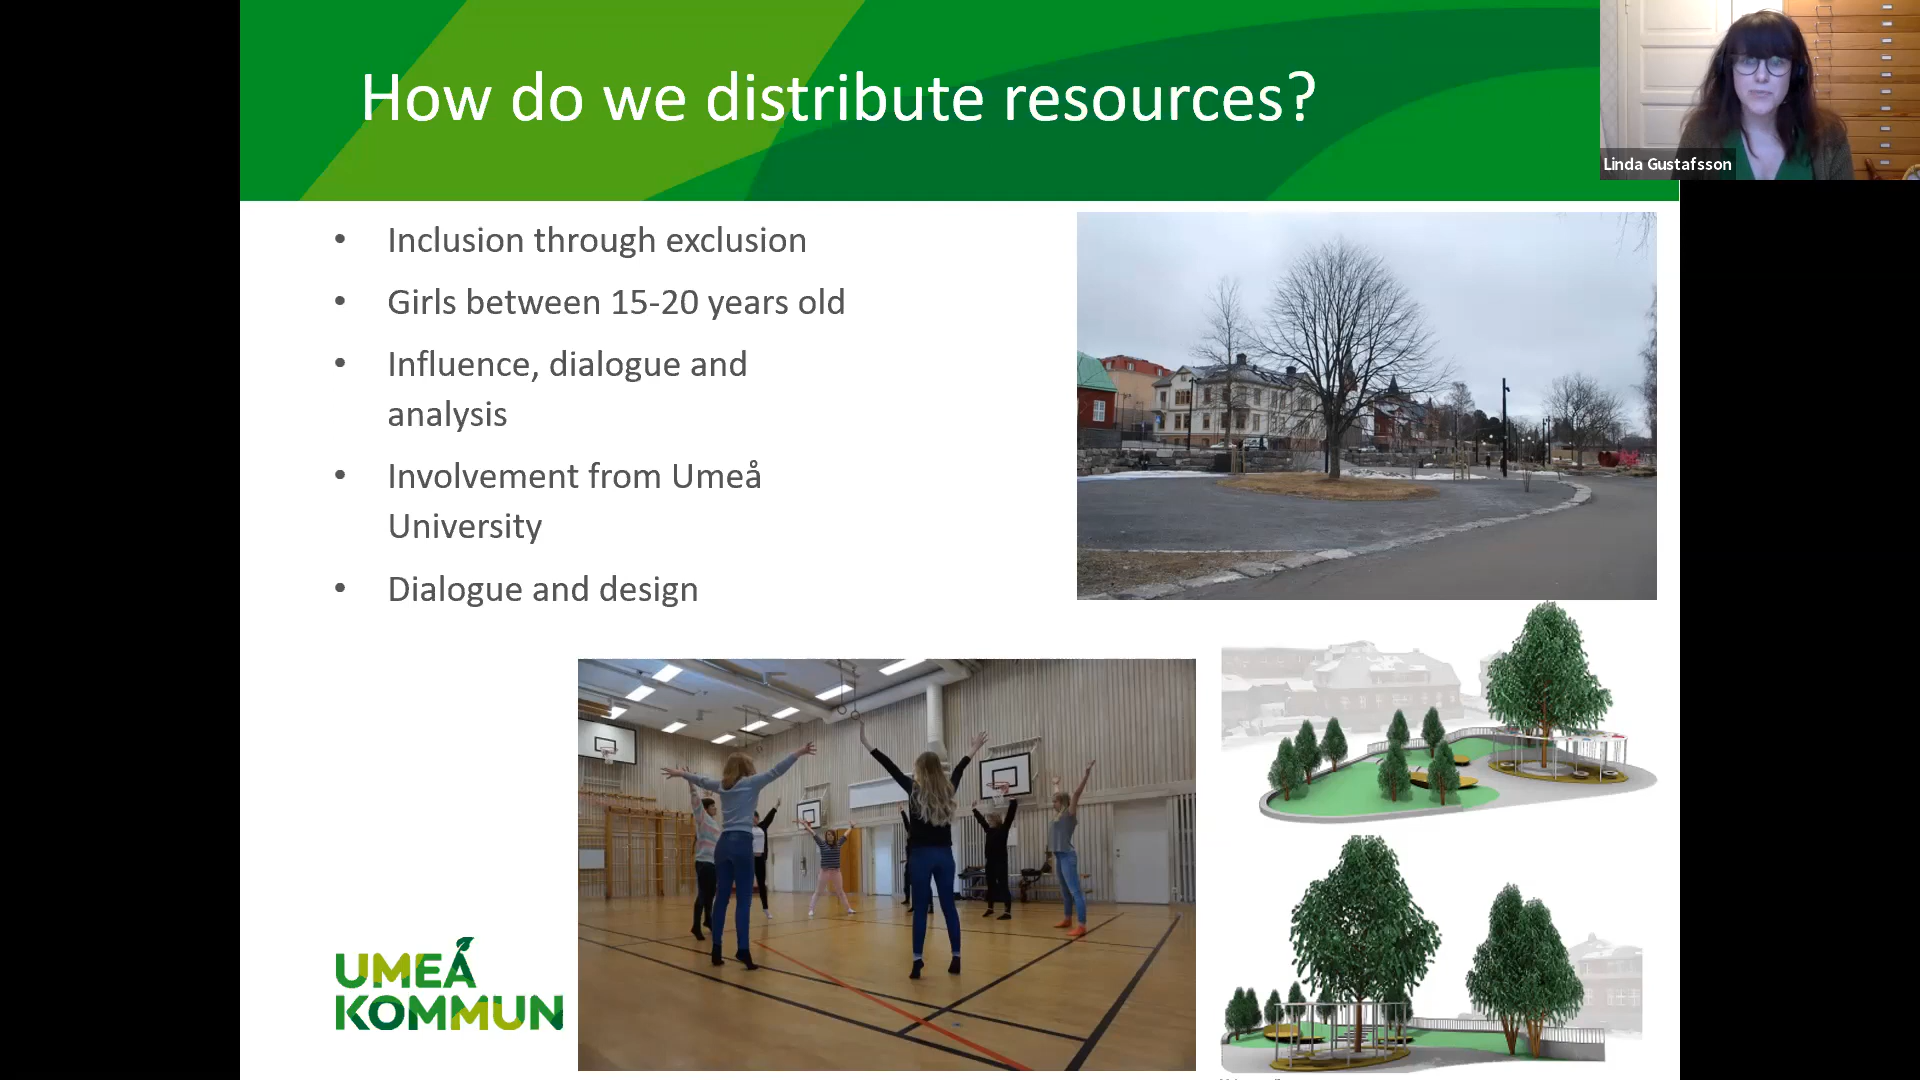 How do we distribute resources?
Linda Gustafsson
• Inclusion through exclusion
• Girls between 15-20 years old
• Influence, dialogue and
analysis
• Involvement from Umeå
University
• Dialogue and design
UMEÅ
KOMMUN